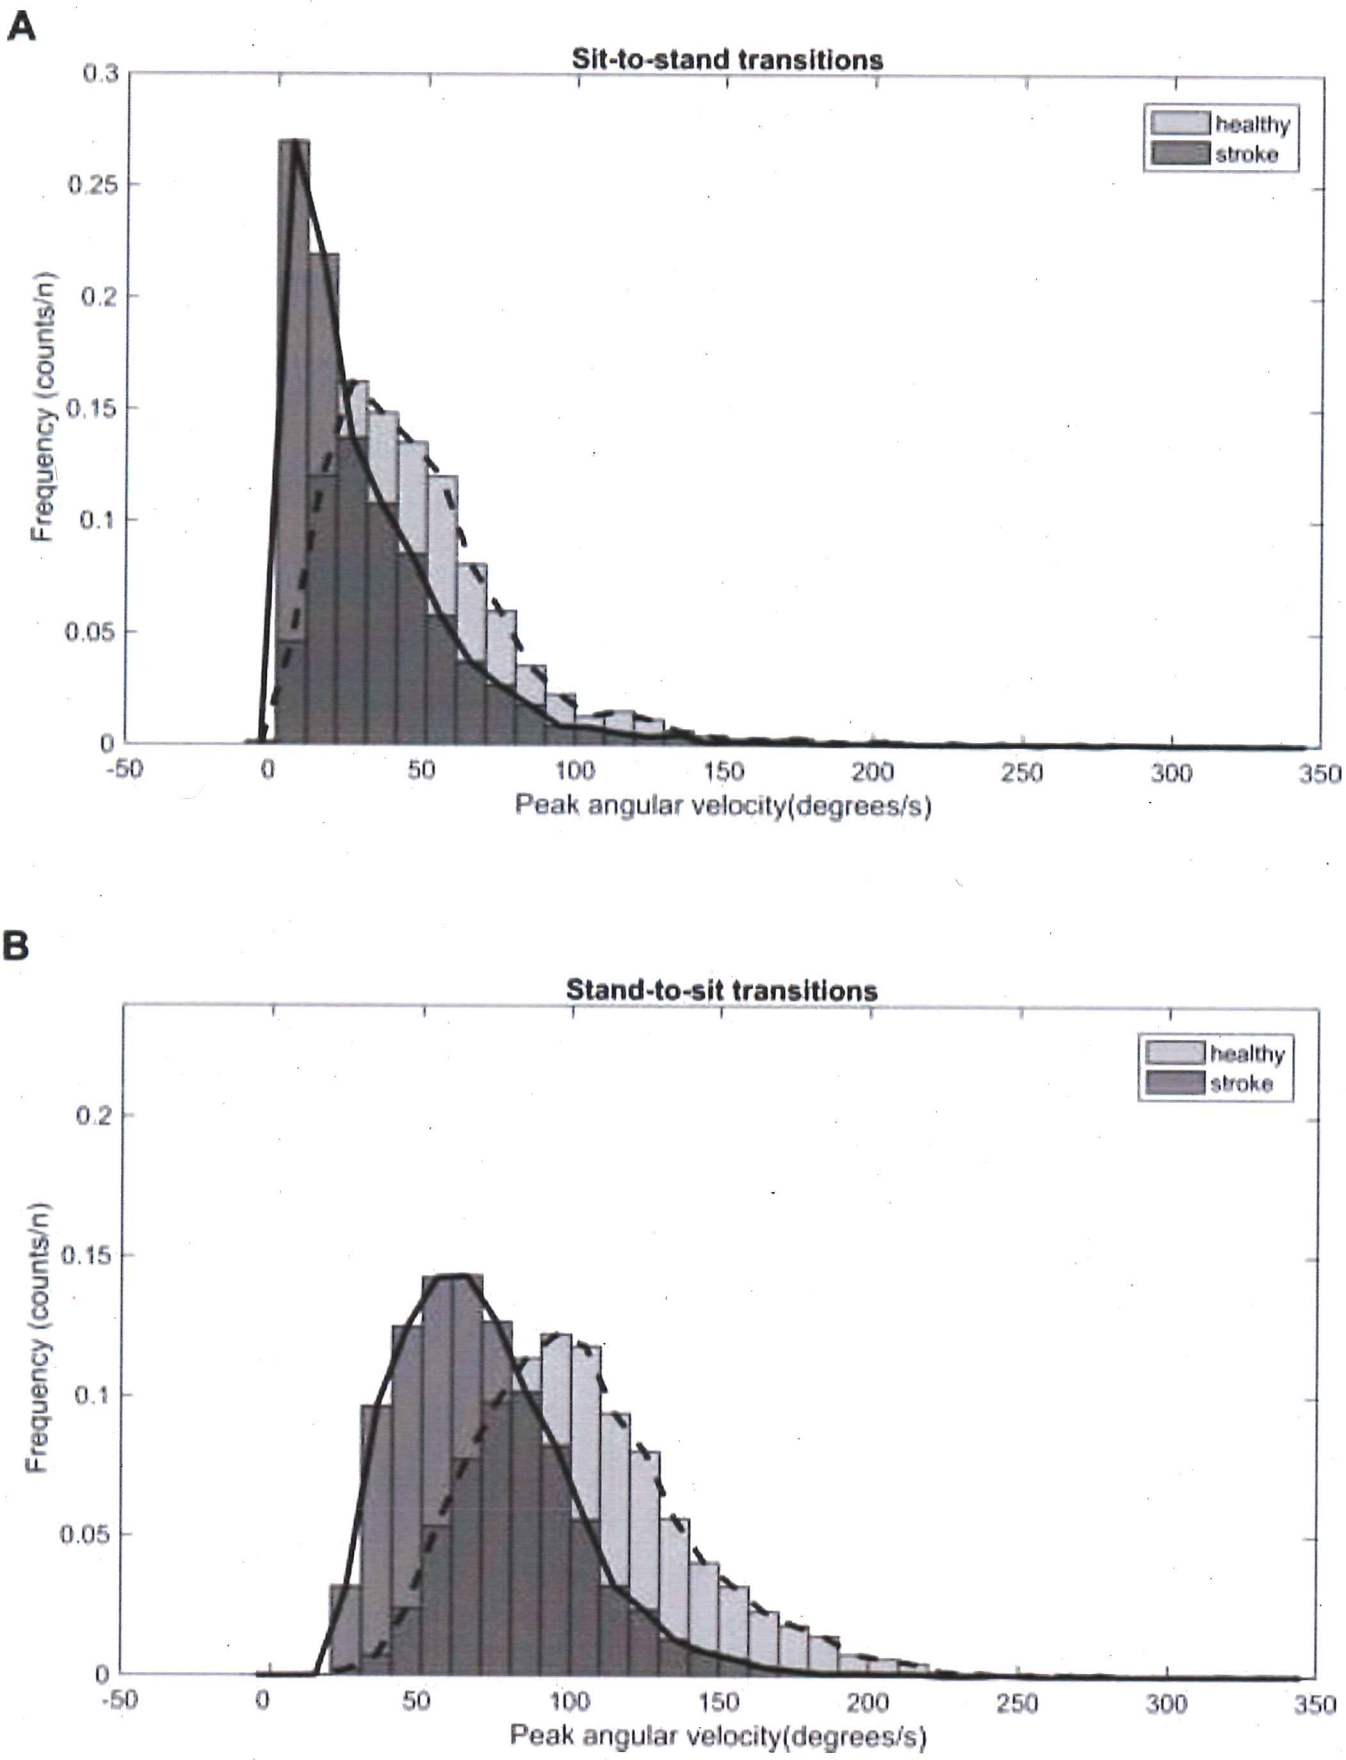 A
Sit-to-stand transitions
healthy
stroke
Frequency (counts/n)
0.3
0.25
0.2
0.15
0.1
0.05
0
-50 0 50 100 150 200 250 300 350
Peak angular velocity(degrees/s)
B
Stand-to-sit transitions
healthy
stroke
Frequency (counts/n)
0.2
0.15
0.1
0.05
0
-50 0 50 100 150 200 250 300 350
Peak angular velocity(degrees/s)